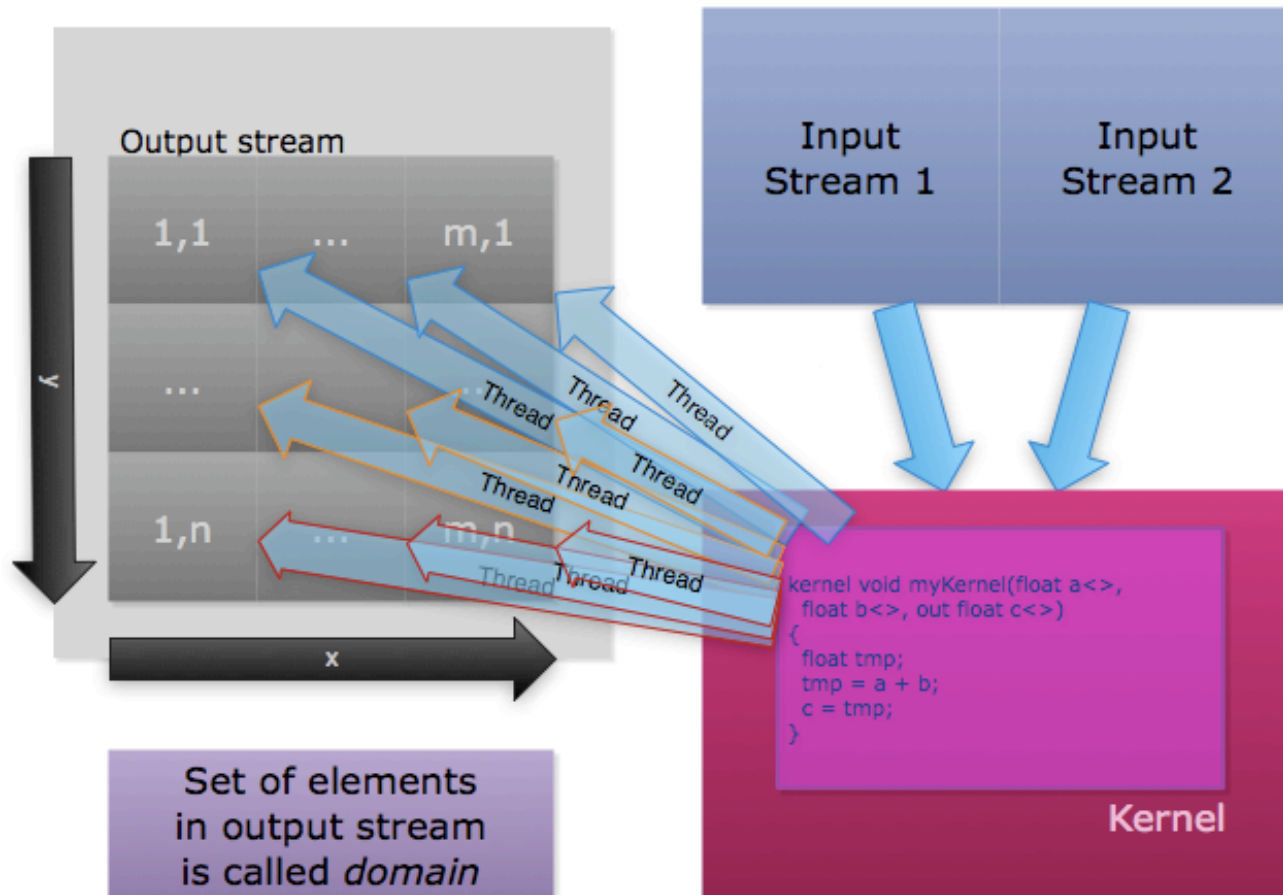 Output stream
1,1 ... m,1
... ...
1,n ... m,n
y
x
Thread
Thread
Thread
Thread
Thread
Thread
Thread
Thread
Thread
Input
Stream 1
Input
Stream 2
kernel void myKernel(float a<>,
float b<>, out float c<>)
{
float tmp;
tmp = a + b;
c = tmp;
}
Kernel
Set of elements
in output stream
is called domain